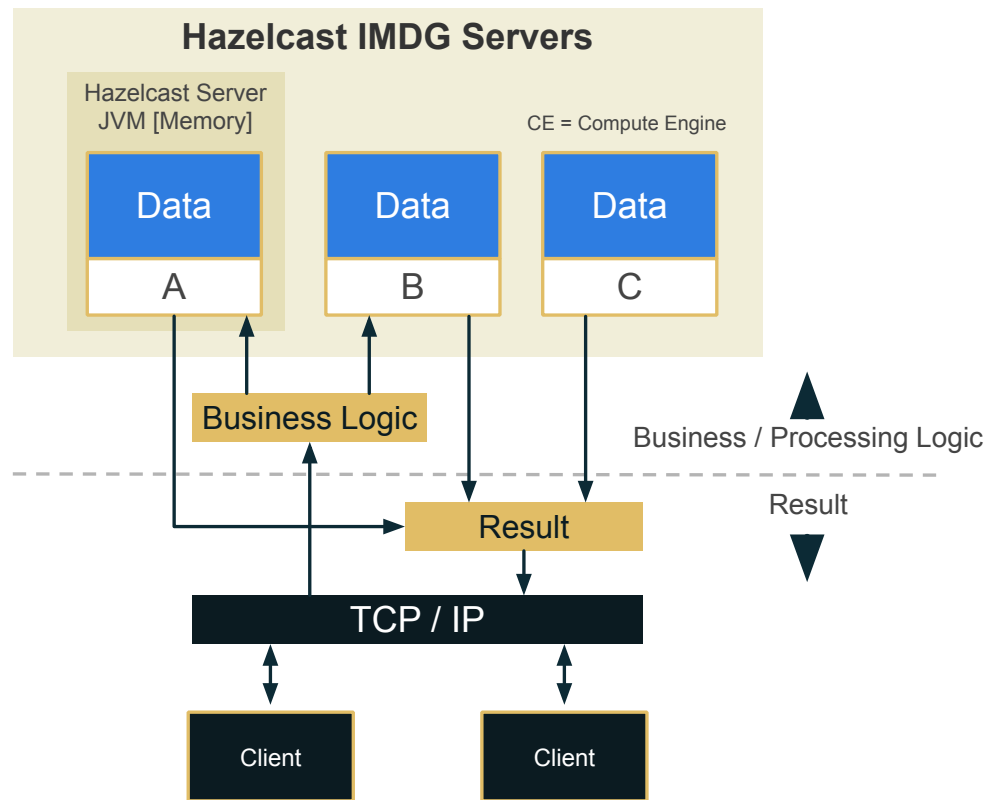 Hazelcast IMDG Servers
Hazelcast Server
JVM [Memory]
CE = Compute Engine
Data
Data
Data
A
B
C
Business Logic
Business / Processing Logic
Result
Result
TCP / IP
Client
Client